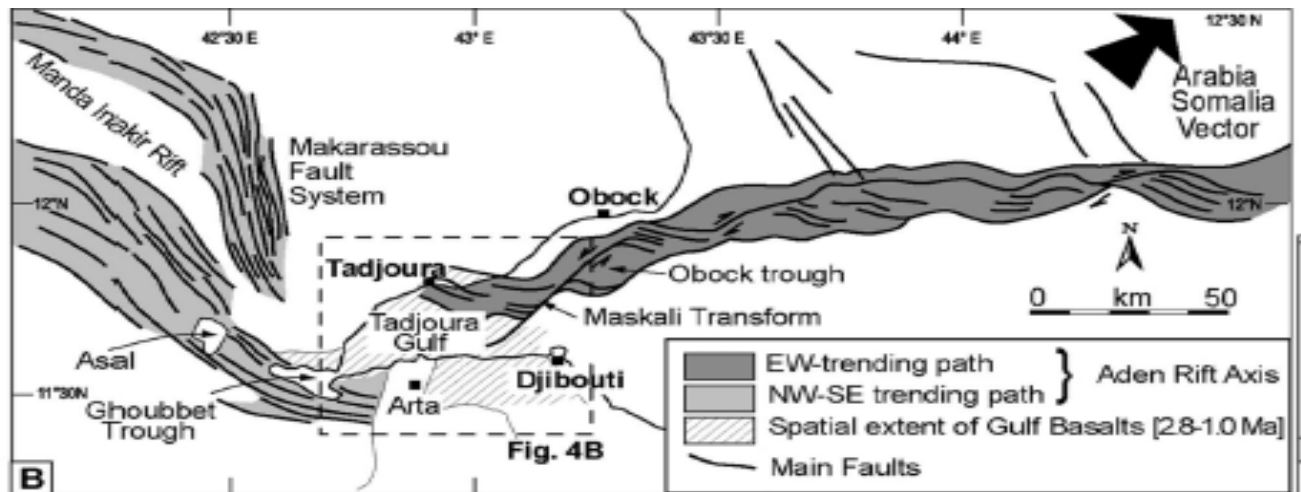 42°30 E
43° E
43°30 E
44° E
12°30 N
Manda Inakir Rift
Makarassou
Fault
System
Arabia
Somalia
Vector
12°N
Obock
12°N
N
Tadjoura
Obock trough
0 km 50
Tadjoura
Gulf
Maskali Transform
Asal
11°30N
Ghoubbet
Trough
Arta
Djibouti
Fig. 4B
EW-trending path
NW-SE trending path
} Aden Rift Axis
Spatial extent of Gulf Basalts [2.8-1.0 Ma]
Main Faults
B